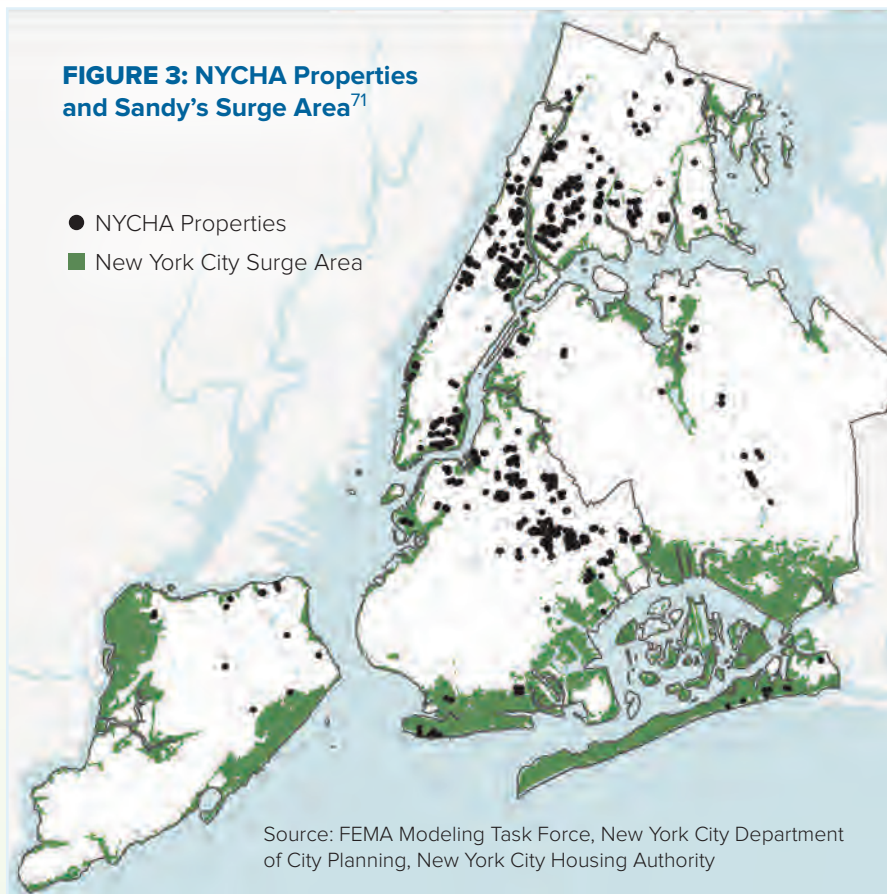 FIGURE 3: NYCHA Properties
and Sandy’s Surge Area71
NYCHA Properties
New York City Surge Area
Source: FEMA Modeling Task Force, New York City Department
of City Planning, New York City Housing Authority